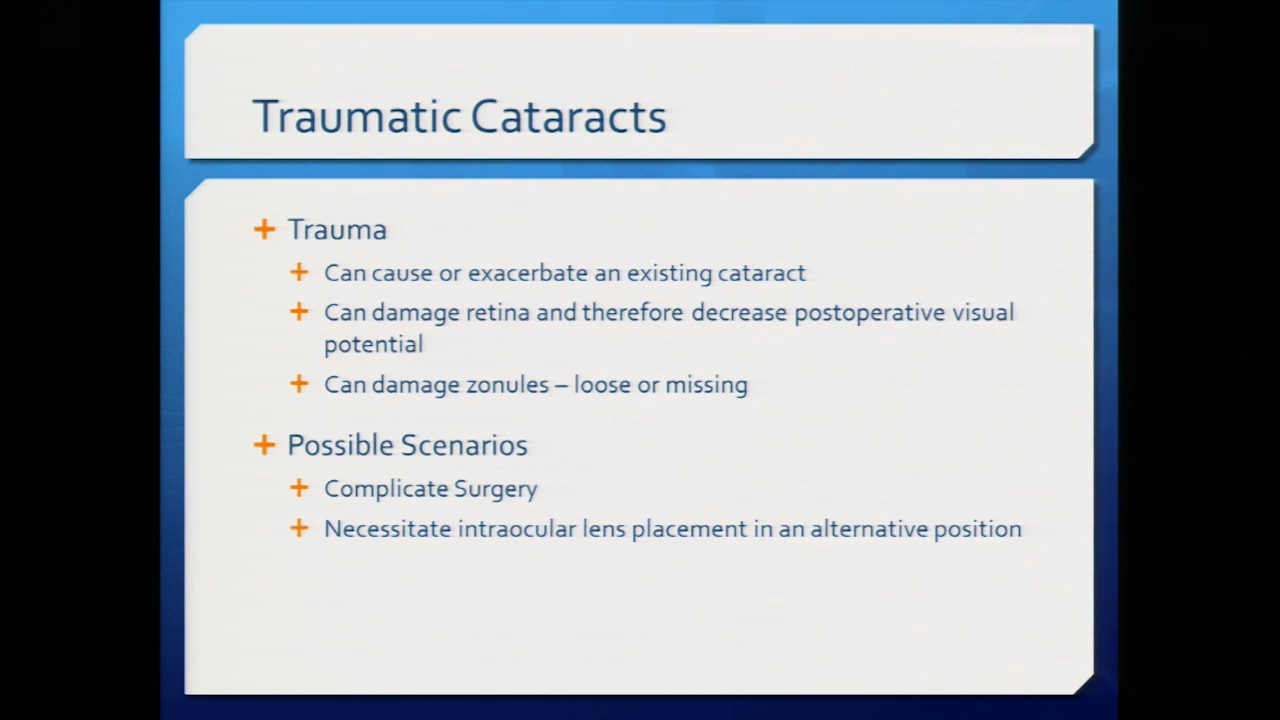 Traumatic Cataracts
Trauma
Can cause or exacerbate an existing cataract
Can damage retina and therefore decrease postoperative visual
potential
Can damage zonules – loose or missing
Possible Scenarios
Complicate Surgery
Necessitate intraocular lens placement in an alternative position